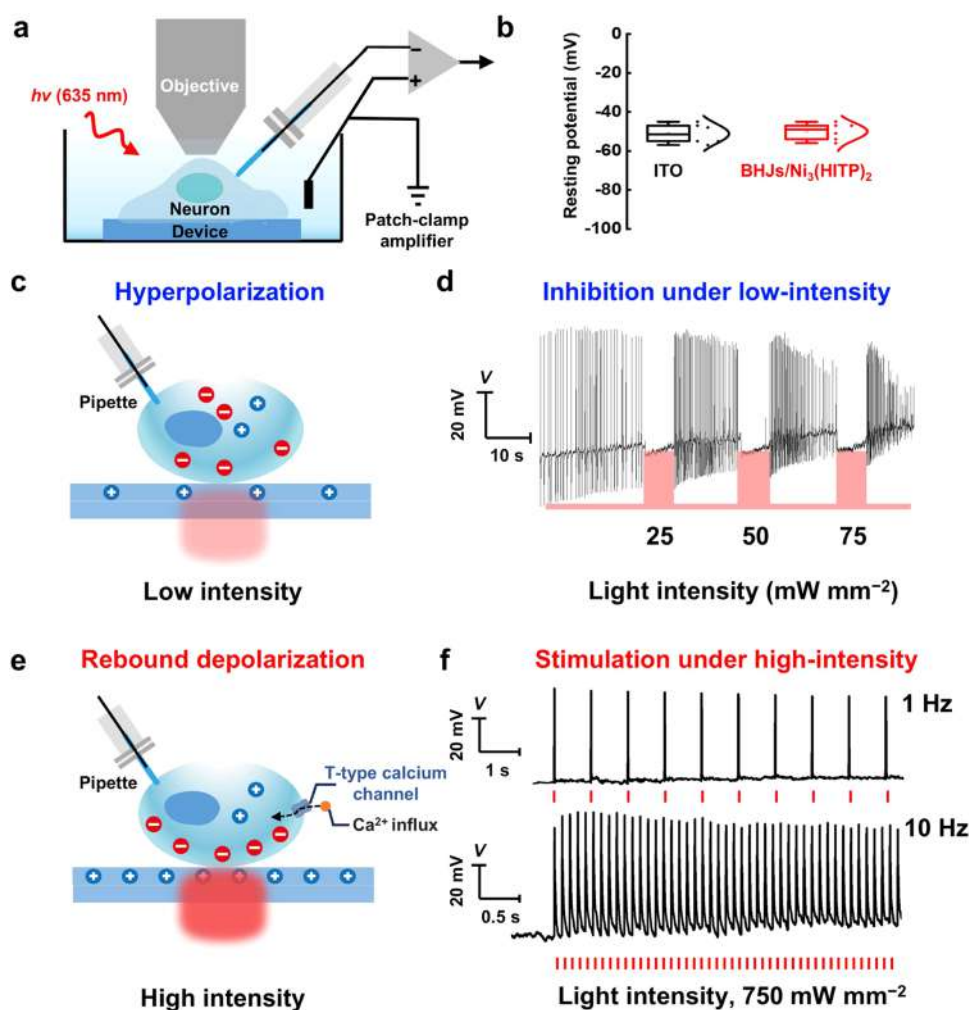 a
hν (635 nm)
Objective
−
+
Neuron
Device
Patch-clamp
amplifier
b
Resting potential (mV)
0
-20
-40
-60
-80
-100
ITO
BHJs/Ni₃(HITP)₂
c
Hyperpolarization
Pipette
Low intensity
d
Inhibition under low-intensity
V
20 mV
10 s
25 50 75
Light intensity (mW mm⁻²)
e
Rebound depolarization
Pipette
T-type calcium
channel
Ca²⁺ influx
High intensity
f
Stimulation under high-intensity
1 Hz
V
20 mV
1 s
10 Hz
V
20 mV
0.5 s
Light intensity, 750 mW mm⁻²